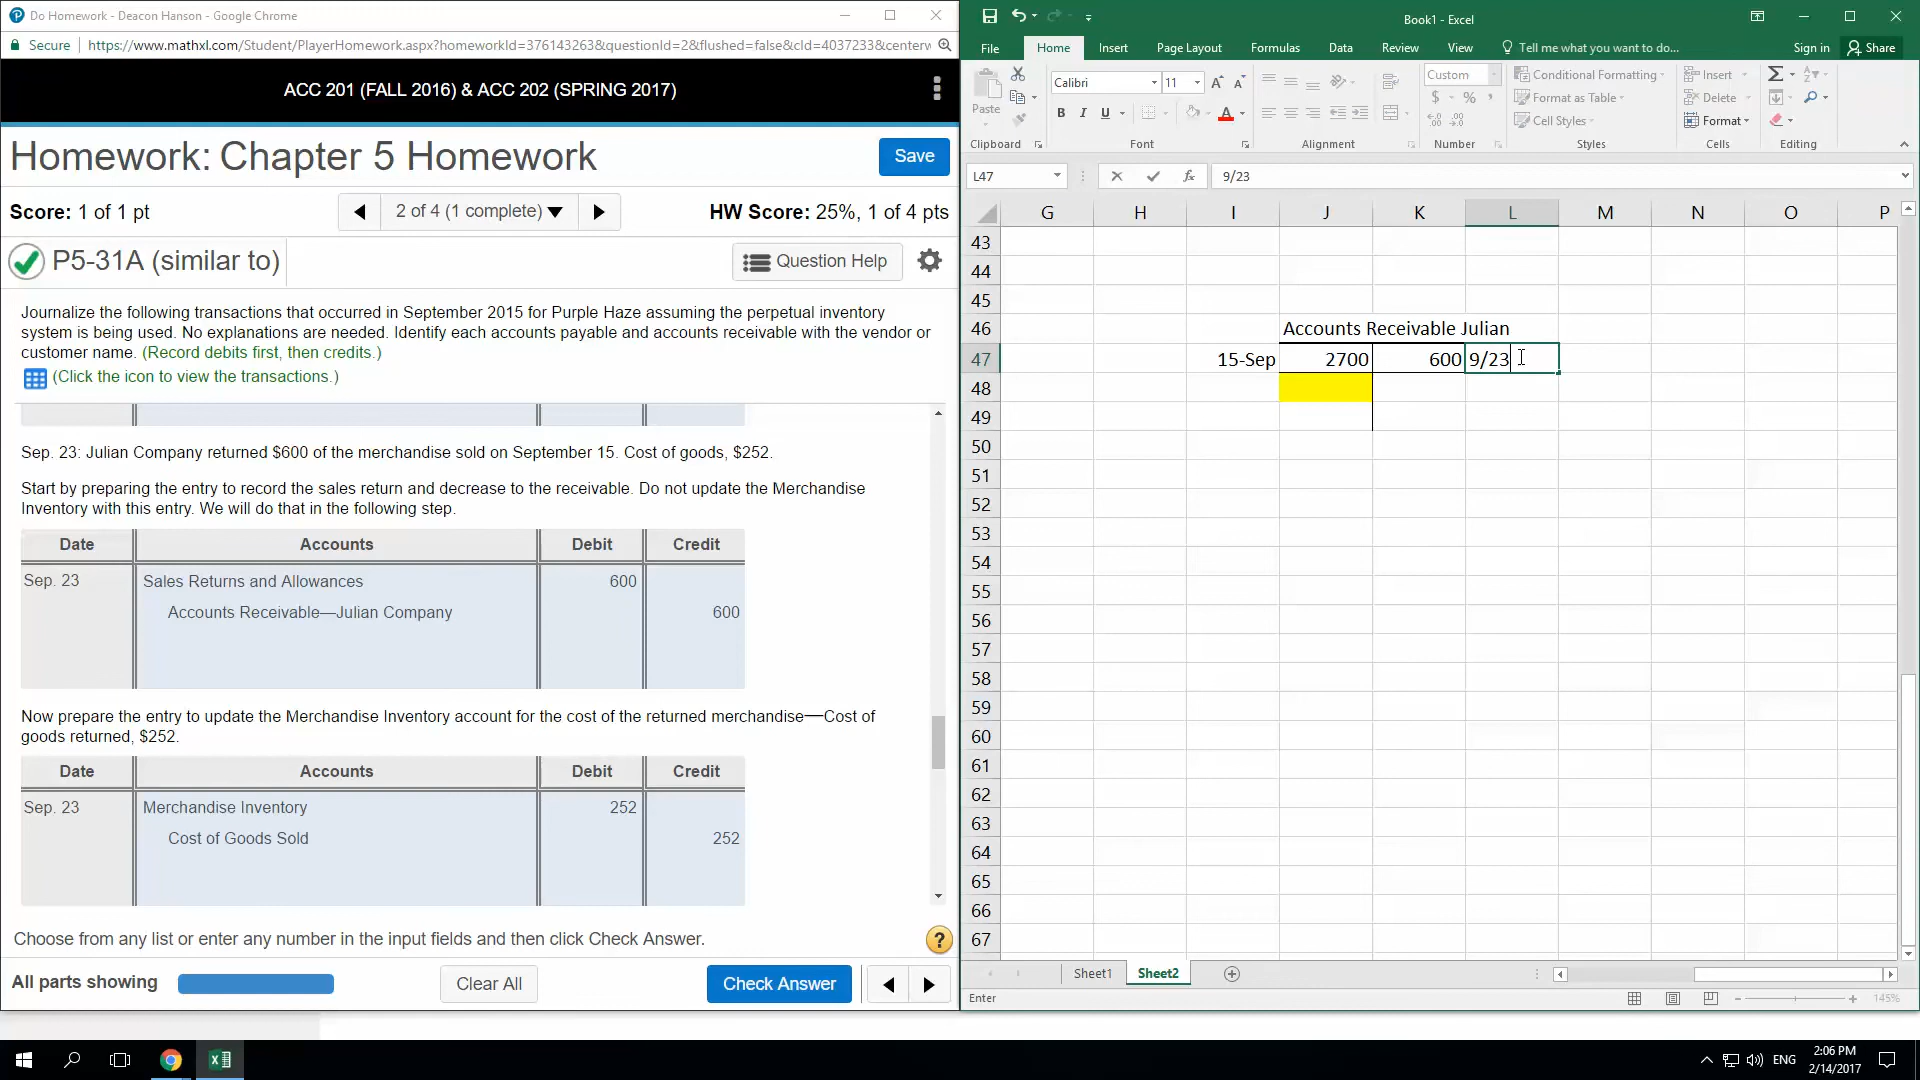 Do Homework - Deacon Hanson - Google Chrome
Secure https://www.mathxl.com/Student/PlayerHomework.aspx?homeworkId=376143263&questionId=2&flushed=false&cId=4037233&centerw
ACC 201 (FALL 2016) & ACC 202 (SPRING 2017)
Homework: Chapter 5 Homework
Save
Score: 1 of 1 pt
2 of 4 (1 complete)
HW Score: 25%, 1 of 4 pts
P5-31A (similar to)
Question Help
Journalize the following transactions that occurred in September 2015 for Purple Haze assuming the perpetual inventory
system is being used. No explanations are needed. Identify each accounts payable and accounts receivable with the vendor or
customer name. (Record debits first, then credits.)
(Click the icon to view the transactions.)
Sep. 23: Julian Company returned $600 of the merchandise sold on September 15. Cost of goods, $252.
Start by preparing the entry to record the sales return and decrease to the receivable. Do not update the Merchandise
Inventory with this entry. We will do that in the following step.
Date Accounts Debit Credit
Sep. 23 Sales Returns and Allowances 600
Accounts Receivable—Julian Company 600
Now prepare the entry to update the Merchandise Inventory account for the cost of the returned merchandise—Cost of
goods returned, $252.
Date Accounts Debit Credit
Sep. 23 Merchandise Inventory 252
Cost of Goods Sold 252
Choose from any list or enter any number in the input fields and then click Check Answer.
?
All parts showing
Clear All
Check Answer
Book1 - Excel
File Home Insert Page Layout Formulas Data Review View Tell me what you want to do... Sign in Share
Paste
Calibri 11
B I U
A A
A
Custom
$ %
Conditional Formatting
Format as Table
Cell Styles
Insert
Delete
Format
Clipboard Font Alignment Number Styles Cells Editing
L47 fx 9/23
G H I J K L M N O P
43
44
45
46 Accounts Receivable Julian
47 15-Sep 2700 600 9/23
48
49
50
51
52
53
54
55
56
57
58
59
60
61
62
63
64
65
66
67
Sheet1 Sheet2
Enter
145%
ENG
2:06 PM
2/14/2017